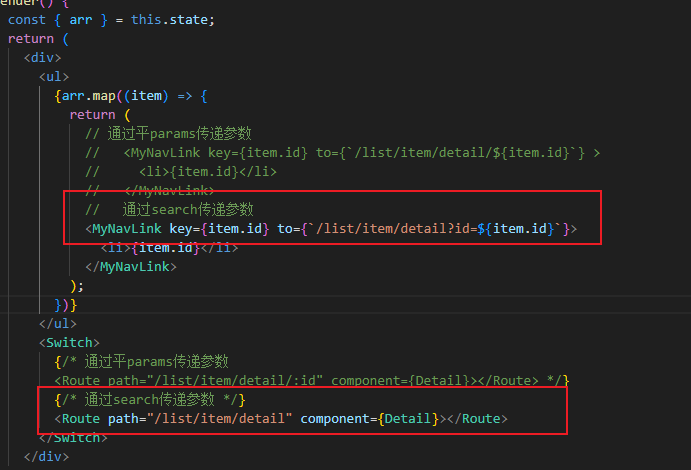 ender() {
const { arr } = this.state;
return (
<div>
<ul>
{arr.map((item) => {
return (
// 通过平params传递参数
//   <MyNavLink key={item.id} to={`/list/item/detail/${item.id}`} >
//     <li>{item.id}</li>
//   </MyNavLink>
//   通过search传递参数
<MyNavLink key={item.id} to={`/list/item/detail?id=${item.id}`}>
<li>{item.id}</li>
</MyNavLink>
);
})}
</ul>
<Switch>
{/* 通过平params传递参数
<Route path="/list/item/detail/:id" component={Detail}></Route> */}
{/* 通过search传递参数 */}
<Route path="/list/item/detail" component={Detail}></Route>
</Switch>
</div>